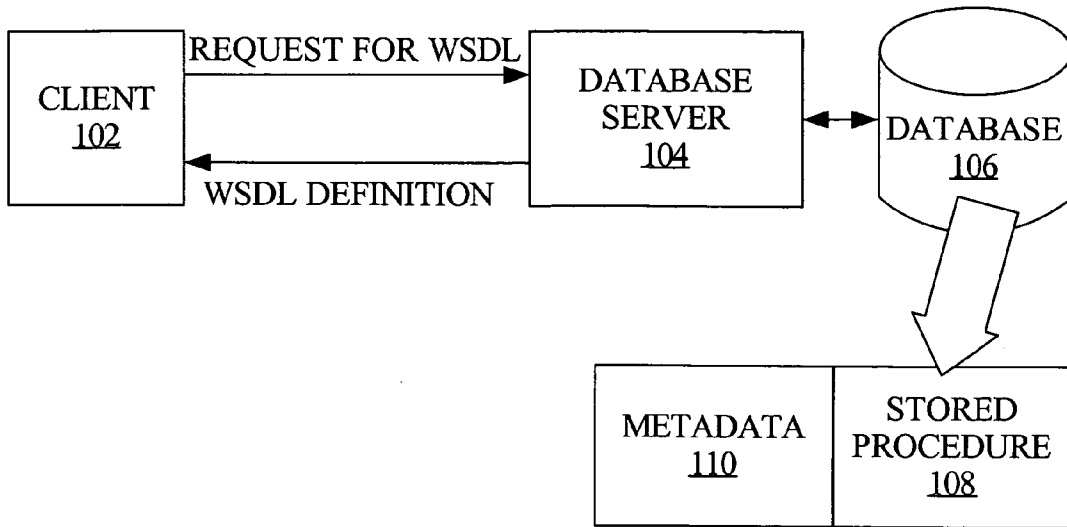 REQUEST FOR WSDL
CLIENT
102
WSDL DEFINITION
DATABASE
SERVER
104
DATABASE
106
METADATA
110
STORED
PROCEDURE
108